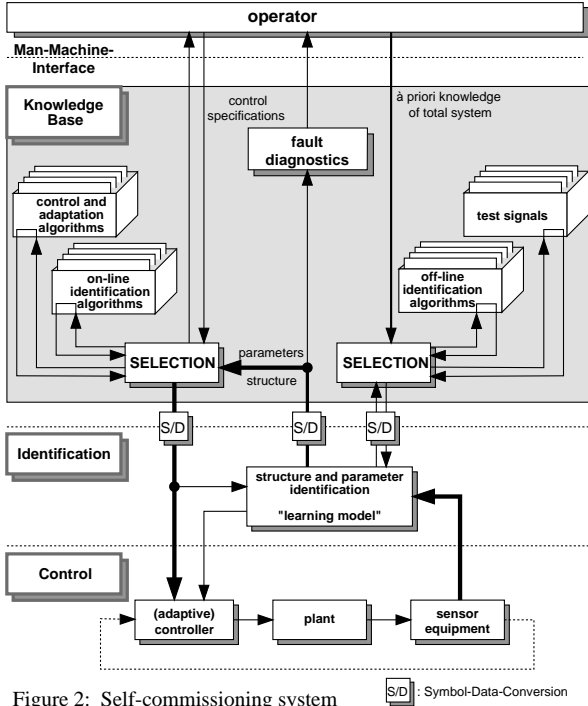 operator
Man-Machine-
Interface
Knowledge
Base
control
specifications
à priori knowledge
of total system
fault
diagnostics
control and
adaptation
algorithms
test signals
on-line
identification
algorithms
off-line
identification
algorithms
SELECTION
parameters
structure
SELECTION
S/D
S/D
S/D
Identification
structure and parameter
identification
"learning model"
Control
(adaptive)
controller
plant
sensor
equipment
Figure 2: Self-commissioning system
S/D : Symbol-Data-Conversion